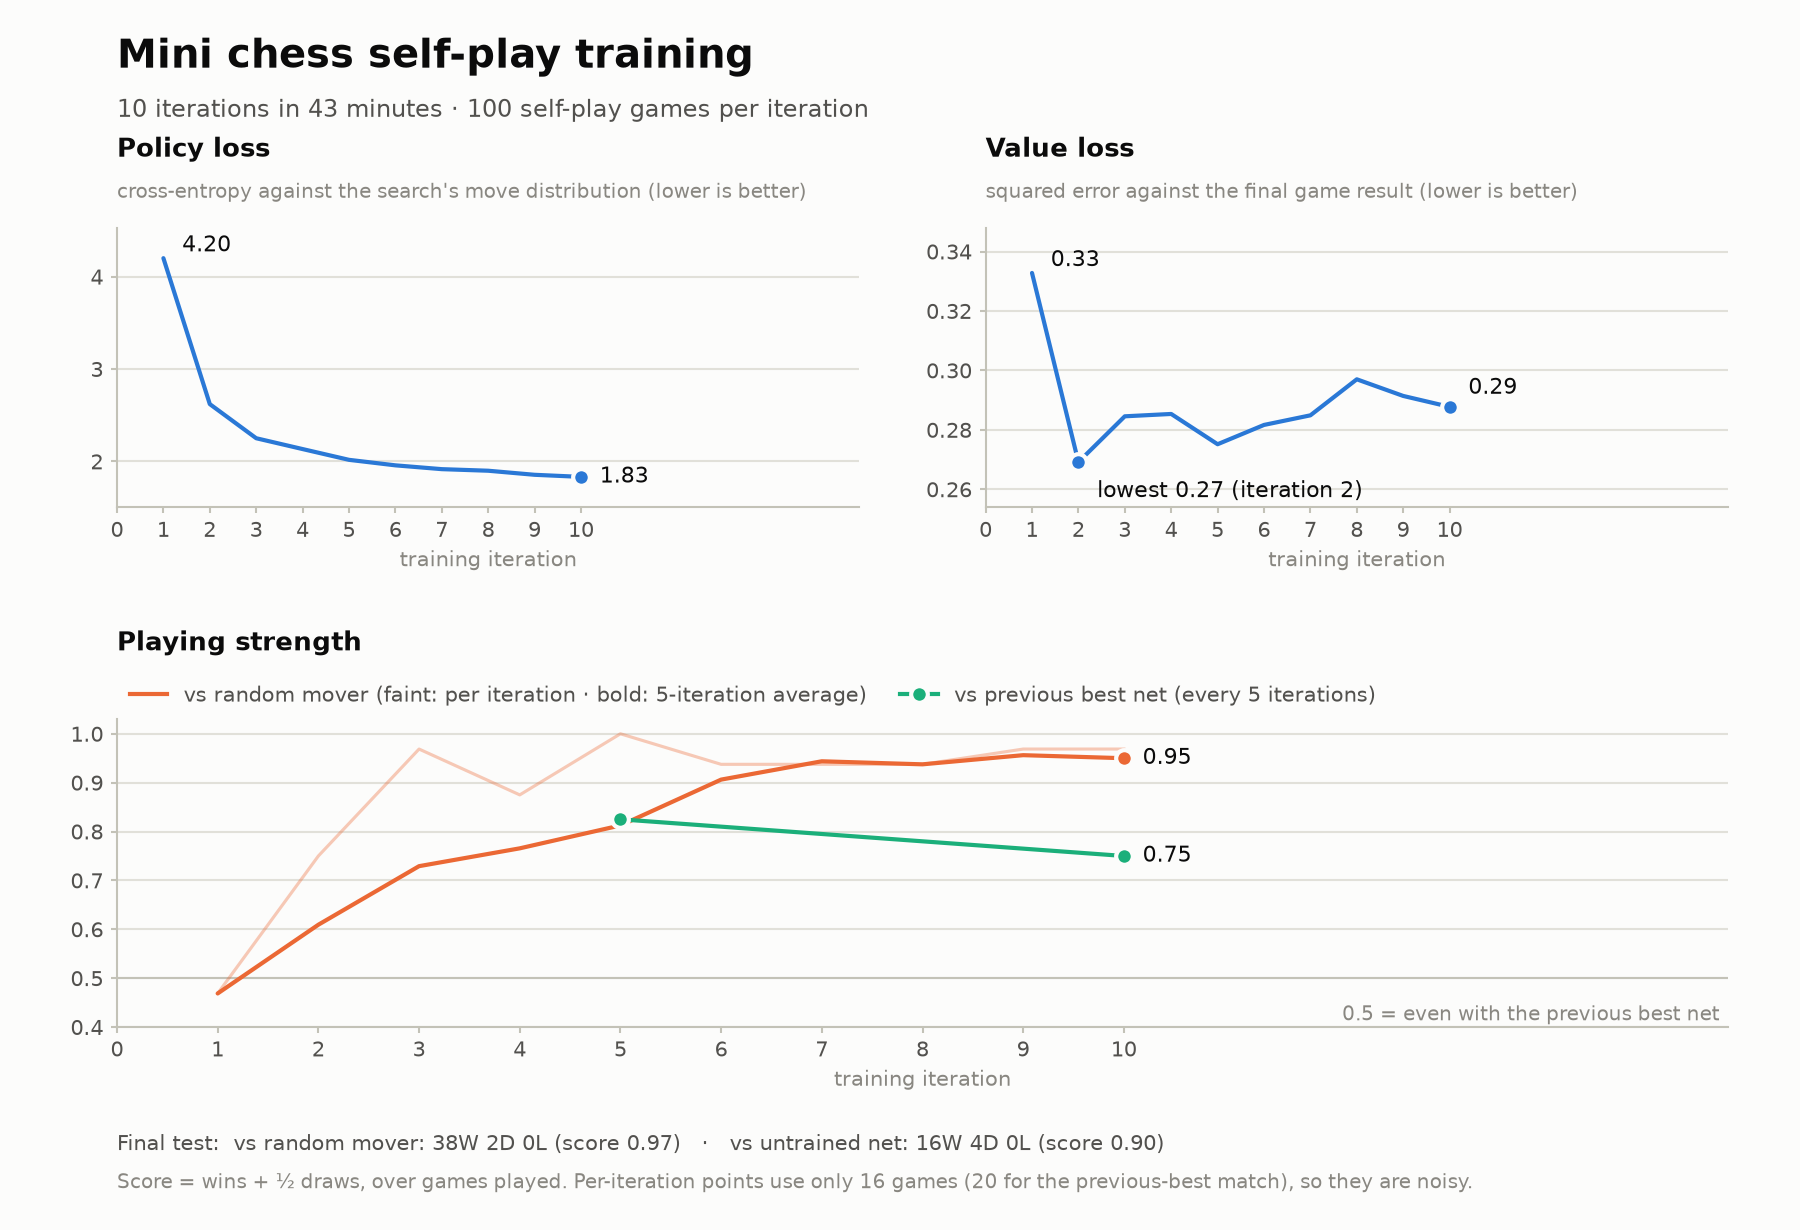 Mini chess self-play training
10 iterations in 43 minutes · 100 self-play games per iteration
Policy loss
cross-entropy against the search's move distribution (lower is better)
4.20
4
3
2
1.83
0 1 2 3 4 5 6 7 8 9 10
training iteration
Value loss
squared error against the final game result (lower is better)
0.34
0.33
0.32
0.30
0.29
0.28
0.26
lowest 0.27 (iteration 2)
0 1 2 3 4 5 6 7 8 9 10
training iteration
Playing strength
vs random mover (faint: per iteration · bold: 5-iteration average)
vs previous best net (every 5 iterations)
1.0
0.95
0.9
0.8
0.75
0.7
0.6
0.5
0.5 = even with the previous best net
0.4
0 1 2 3 4 5 6 7 8 9 10
training iteration
Final test: vs random mover: 38W 2D 0L (score 0.97) · vs untrained net: 16W 4D 0L (score 0.90)
Score = wins + ½ draws, over games played. Per-iteration points use only 16 games (20 for the previous-best match), so they are noisy.